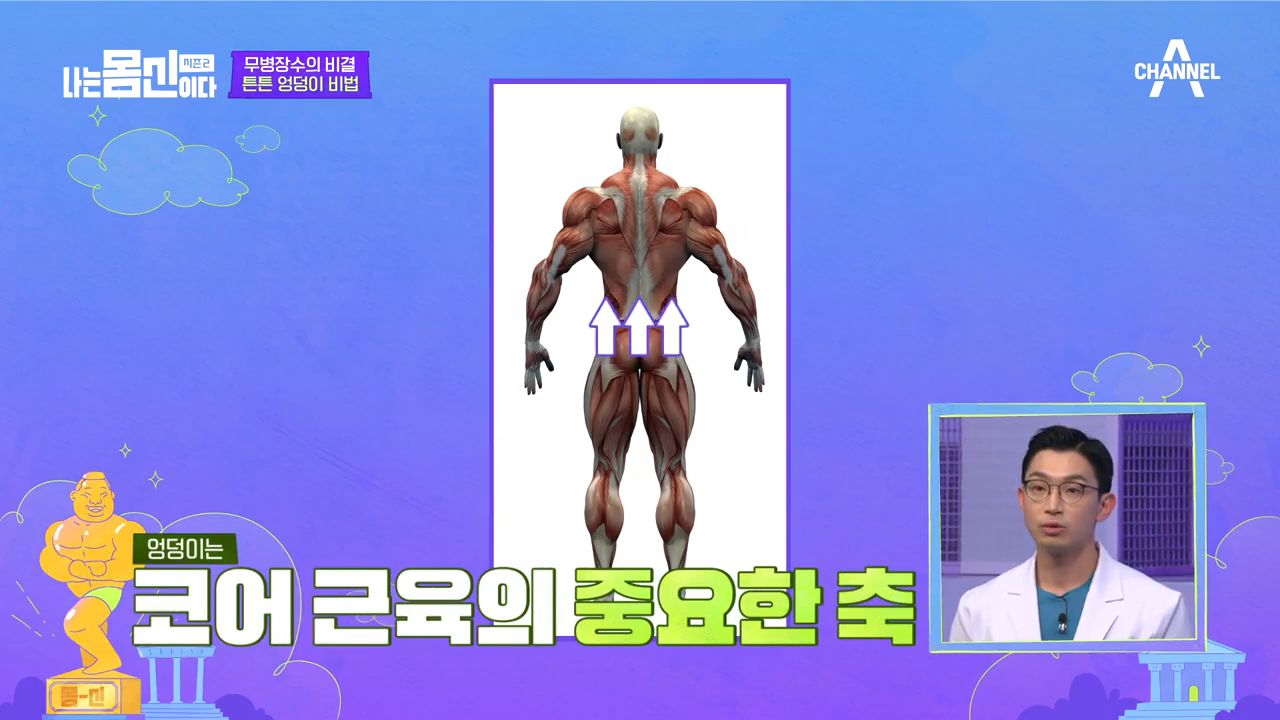 나는 몸신이다 시즌2
무병장수의 비결
튼튼 엉덩이 비법
CHANNEL A
엉덩이는
코어 근육의 중요한 축
몸-신